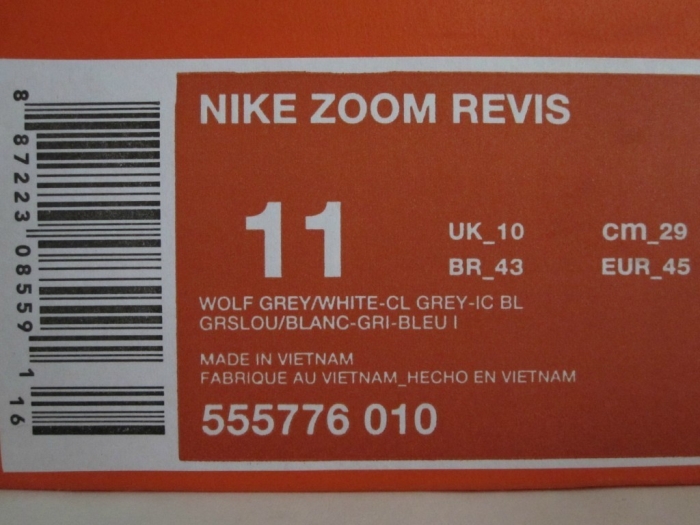 8 87223 08559 1 16
NIKE ZOOM REVIS
11
UK_10 cm_29
BR_43 EUR_45
WOLF GREY/WHITE-CL GREY-IC BL
GRSLOU/BLANC-GRI-BLEU I
MADE IN VIETNAM
FABRIQUE AU VIETNAM_HECHO EN VIETNAM
555776 010